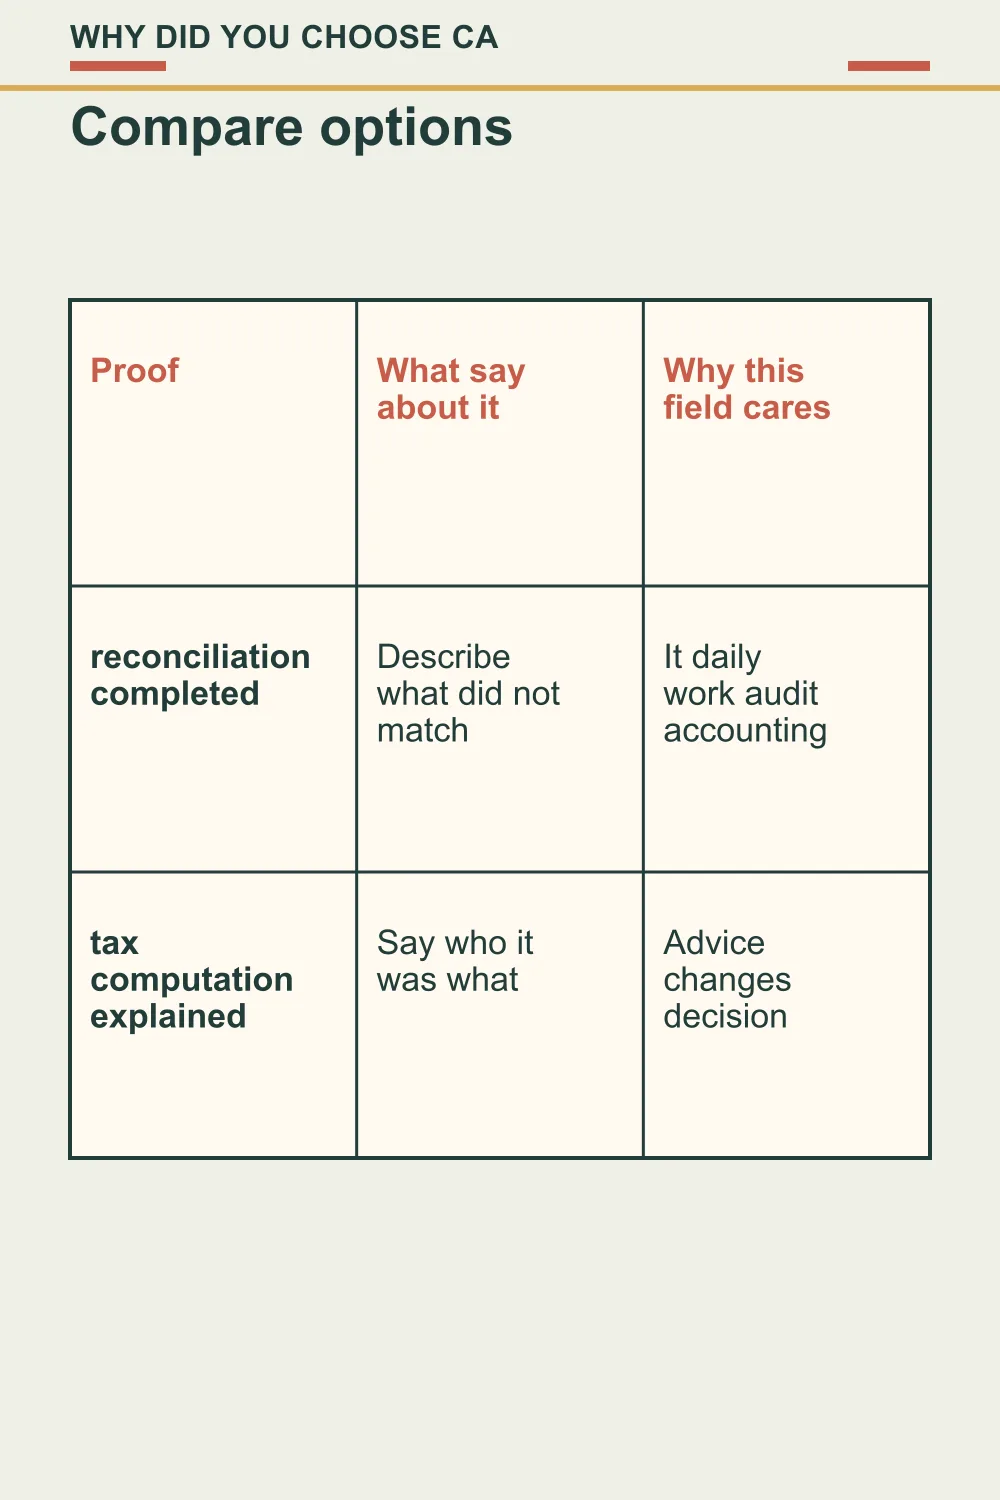 WHY DID YOU CHOOSE CA
Compare options
Proof
What say
about it
Why this
field cares
reconciliation
completed
Describe
what did not
match
It daily
work audit
accounting
tax
computation
explained
Say who it
was what
Advice
changes
decision